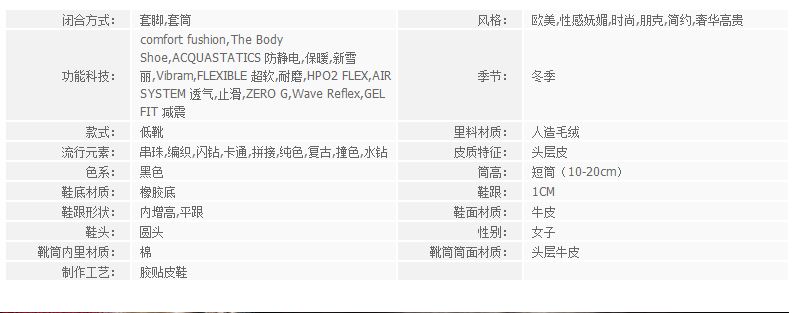 闭合方式： 套脚,套筒 风格： 欧美,性感妩媚,时尚,朋克,简约,奢华高贵
comfort fushion,The Body
Shoe,ACQUASTATICS 防静电,保暖,新雪
功能科技： 丽,Vibram,FLEXIBLE 超软,耐磨,HPO2 FLEX,AIR 季节： 冬季
SYSTEM 透气,止滑,ZERO G,Wave Reflex,GEL
FIT 减震
款式： 低靴 里料材质： 人造毛绒
流行元素： 串珠,编织,闪钻,卡通,拼接,纯色,复古,撞色,水钻 皮质特征： 头层皮
色系： 黑色 筒高： 短筒（10-20cm）
鞋底材质： 橡胶底 鞋跟： 1CM
鞋跟形状： 内增高,平跟 鞋面材质： 牛皮
鞋头： 圆头 性别： 女子
靴筒内里材质： 棉 靴筒筒面材质： 头层牛皮
制作工艺： 胶贴皮鞋